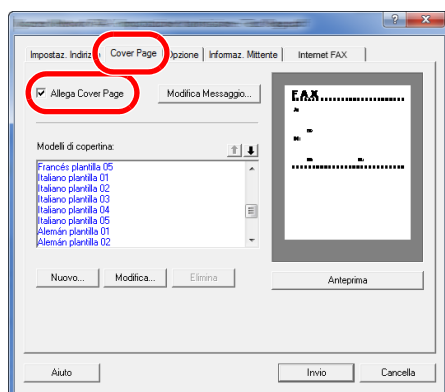 Impostaz. Indirizz Cover Page Opzione Informaz. Mittente Internet FAX
Allega Cover Page Modifica Messaggio...
FAX
Modelli di copertina:
Francés plantilla 05
Italiano plantilla 01
Italiano plantilla 02
Italiano plantilla 03
Italiano plantilla 04
Italiano plantilla 05
Alemán plantilla 01
Alemán plantilla 02
Nuovo... Modifica... Elimina Anteprima
Aiuto Invio Cancella